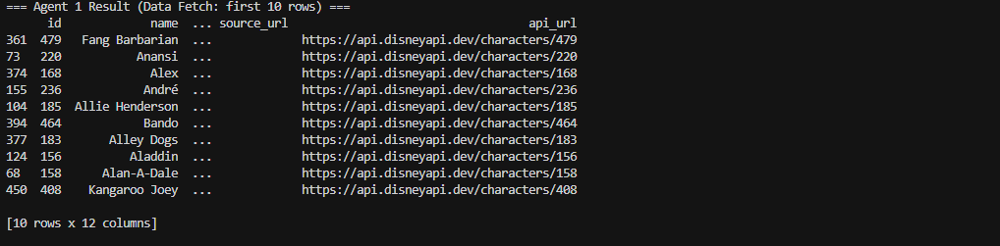 === Agent 1 Result (Data Fetch: first 10 rows) ===
      id             name  ... source_url                                      api_url
361  479   Fang Barbarian  ...             https://api.disneyapi.dev/characters/479
73   220           Anansi  ...             https://api.disneyapi.dev/characters/220
374  168             Alex  ...             https://api.disneyapi.dev/characters/168
155  236            André  ...             https://api.disneyapi.dev/characters/236
104  185  Allie Henderson  ...             https://api.disneyapi.dev/characters/185
394  464            Bando  ...             https://api.disneyapi.dev/characters/464
377  183       Alley Dogs  ...             https://api.disneyapi.dev/characters/183
124  156          Aladdin  ...             https://api.disneyapi.dev/characters/156
68   158      Alan-A-Dale  ...             https://api.disneyapi.dev/characters/158
450  408    Kangaroo Joey  ...             https://api.disneyapi.dev/characters/408
[10 rows x 12 columns]